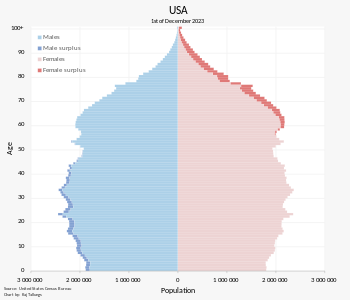 USA
1st of December 2023
100+
Males
Male surplus
Females
Female surplus
90
80
70
60
50
40
30
20
10
0
Age
3 000 000
2 000 000
1 000 000
0
1 000 000
2 000 000
3 000 000
Population
Source: United States Census Bureau
Chart by: Kaj Tallungs